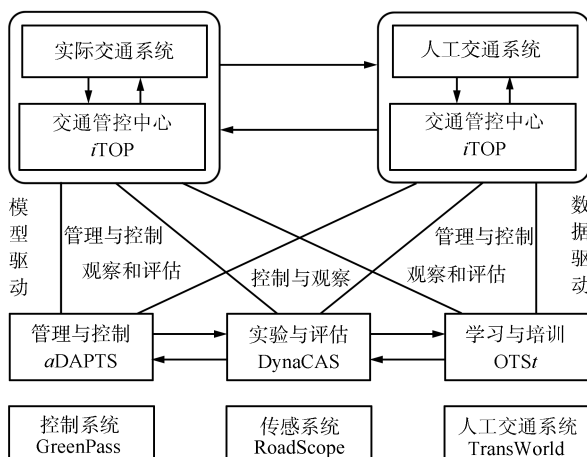 实际交通系统
人工交通系统
交通管控中心
iTOP
交通管控中心
iTOP
模型驱动
管理与控制
观察和评估
控制与观察
管理与控制
观察和评估
数据驱动
管理与控制
aDAPTS
实验与评估
DynaCAS
学习与培训
OTSt
控制系统
GreenPass
传感系统
RoadScope
人工交通系统
TransWorld